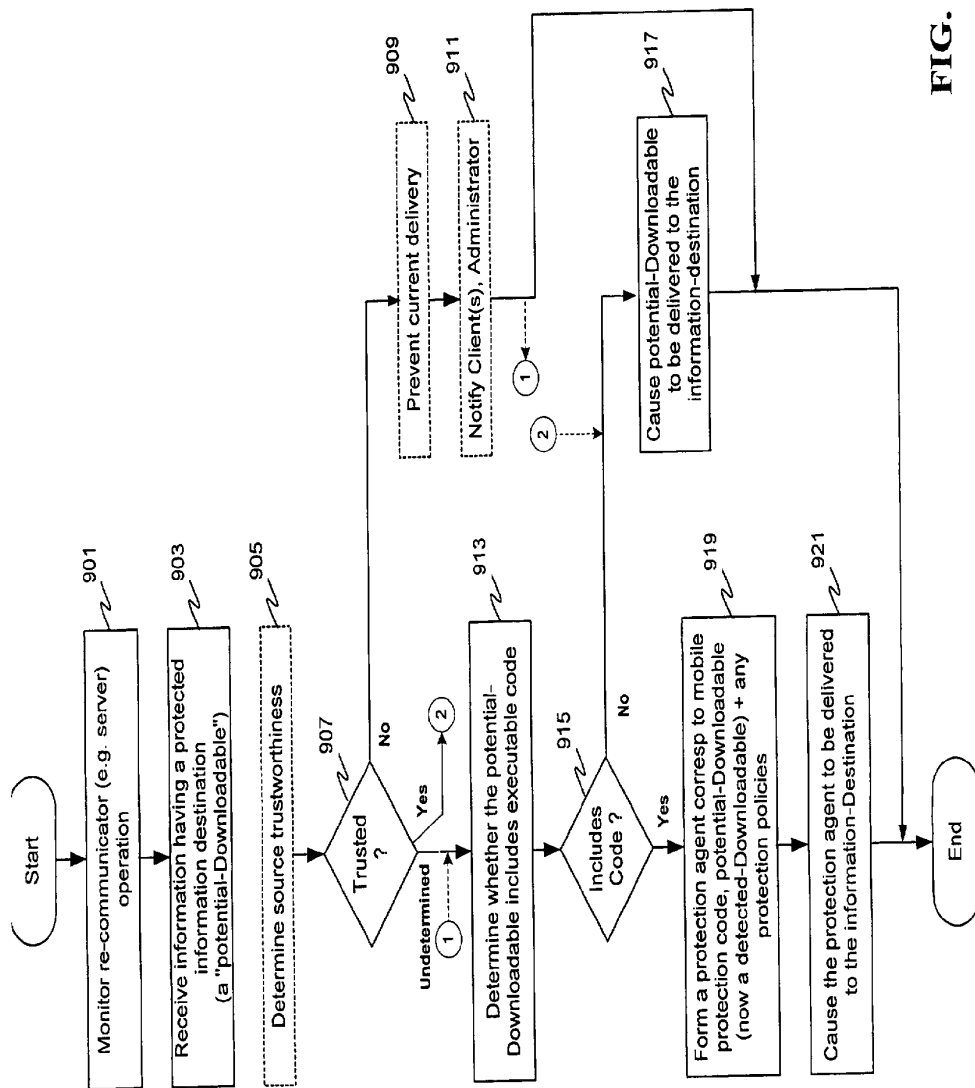 Start
901
Monitor re-communicator (e.g. server)
operation
903
Receive information having a protected
information destination
(a "potential-Downloadable")
905
Determine source trustworthiness
907
Trusted
?
No
Yes
2
Undetermined
1
909
Prevent current delivery
911
Notify Client(s), Administrator
1
913
Determine whether the potential-
Downloadable includes executable code
915
Includes
Code ?
No
Yes
2
917
Cause potential-Downloadable
to be delivered to the
information-destination
919
Form a protection agent corresp to mobile
protection code, potential-Downloadable
(now a detected-Downloadable) + any
protection policies
921
Cause the protection agent to be delivered
to the information-Destination
End
FIG.